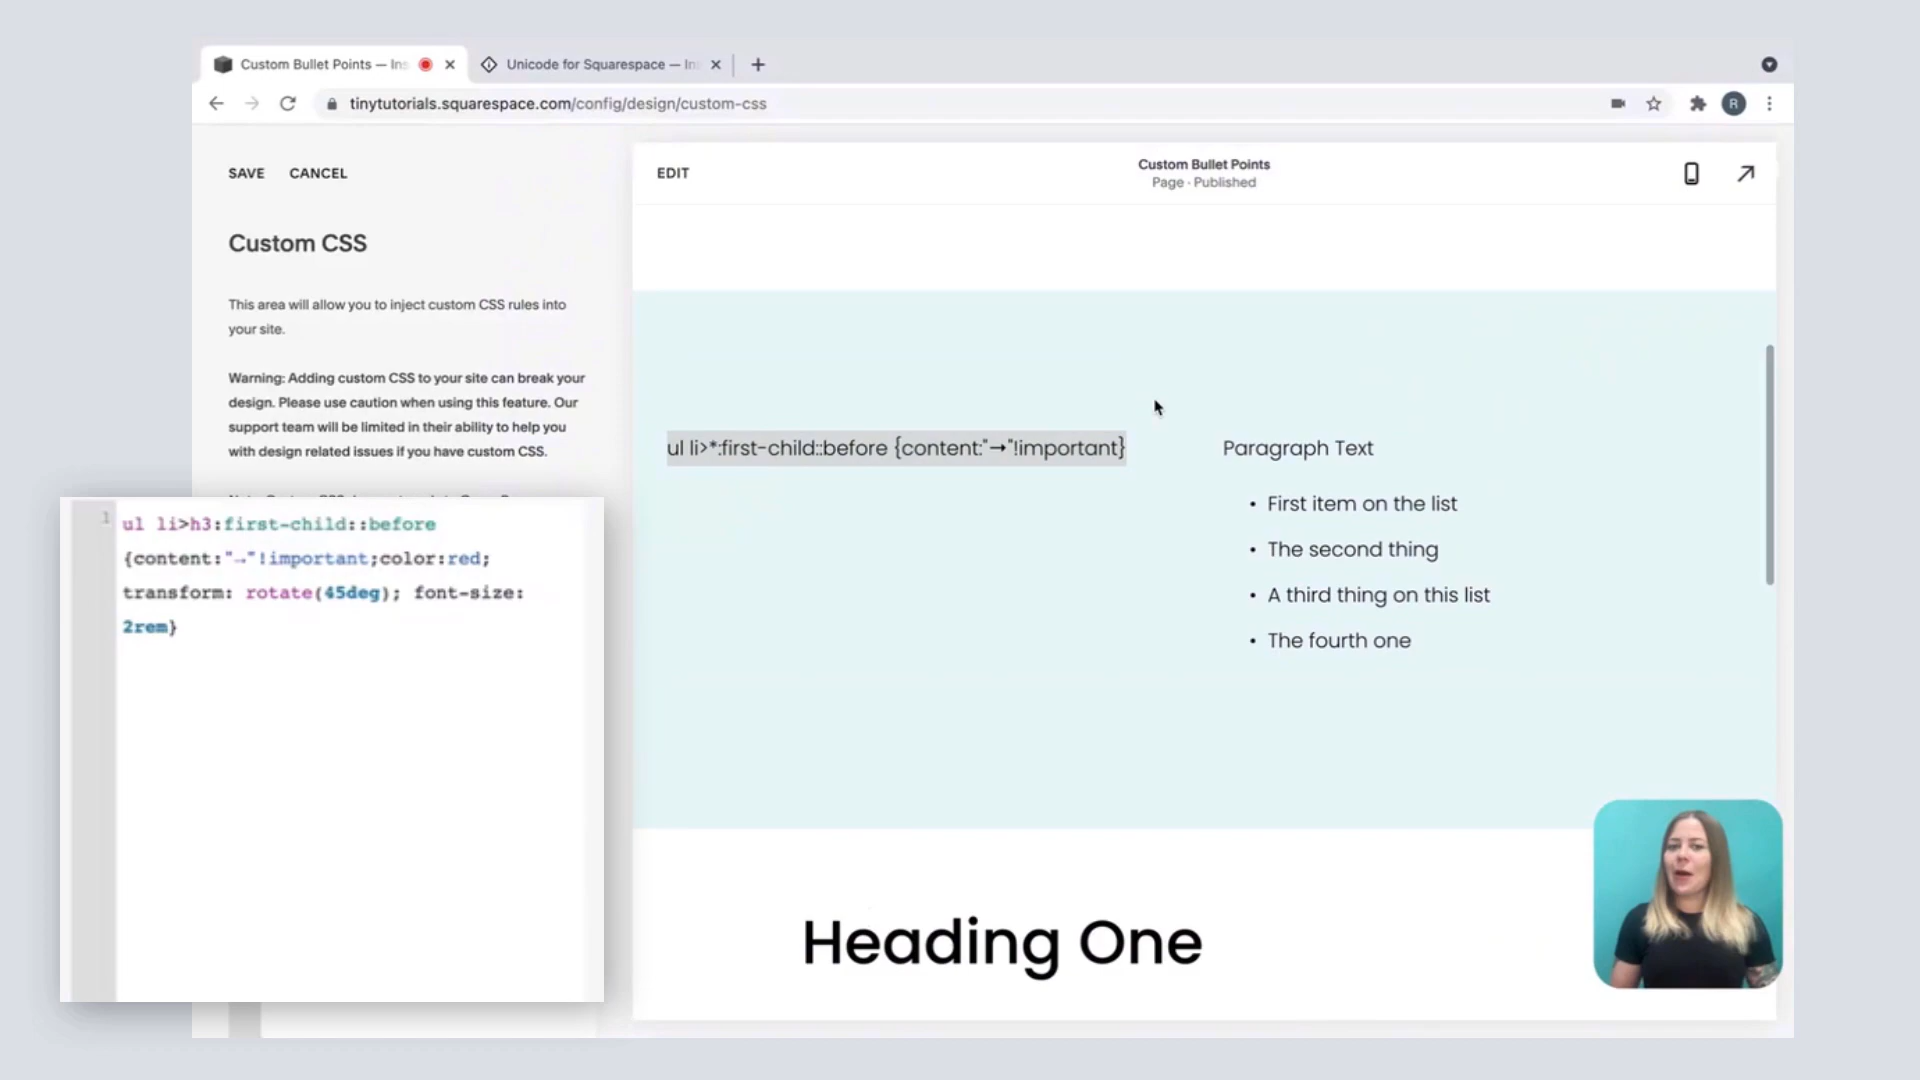 Custom Bullet Points — Ins
Unicode for Squarespace — In
tinytutorials.squarespace.com/config/design/custom-css
R
SAVE CANCEL
EDIT
Custom Bullet Points
Page · Published
Custom CSS
This area will allow you to inject custom CSS rules into
your site.
Warning: Adding custom CSS to your site can break your
design. Please use caution when using this feature. Our
support team will be limited in their ability to help you
with design related issues if you have custom CSS.
1
ul li>h3:first-child::before
{content:"→"!important;color:red;
transform: rotate(45deg); font-size:
2rem}
ul li>*:first-child::before {content:"→"!important}
Paragraph Text
• First item on the list
• The second thing
• A third thing on this list
• The fourth one
Heading One